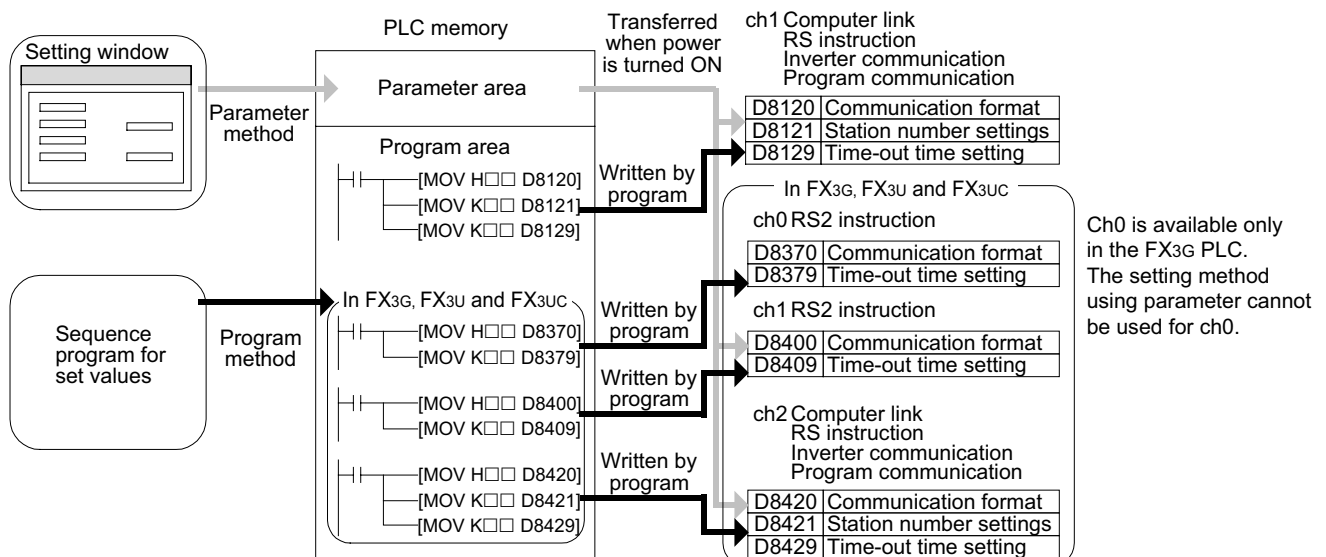 Setting window
Parameter
method
PLC memory
Parameter area
Transferred
when power
is turned ON
Program area
[MOV H□□ D8120]
[MOV K□□ D8121]
[MOV K□□ D8129]
Written by
program
Sequence
program for
set values
Program
method
In FX3G, FX3U and FX3UC
[MOV H□□ D8370]
[MOV K□□ D8379]
Written by
program
[MOV H□□ D8400]
[MOV K□□ D8409]
Written by
program
[MOV H□□ D8420]
[MOV K□□ D8421]
[MOV K□□ D8429]
Written by
program
ch1 Computer link
RS instruction
Inverter communication
Program communication
D8120 Communication format
D8121 Station number settings
D8129 Time-out time setting
In FX3G, FX3U and FX3UC
ch0 RS2 instruction
D8370 Communication format
D8379 Time-out time setting
ch1 RS2 instruction
D8400 Communication format
D8409 Time-out time setting
ch2 Computer link
RS instruction
Inverter communication
Program communication
D8420 Communication format
D8421 Station number settings
D8429 Time-out time setting
Ch0 is available only
in the FX3G PLC.
The setting method
using parameter cannot
be used for ch0.